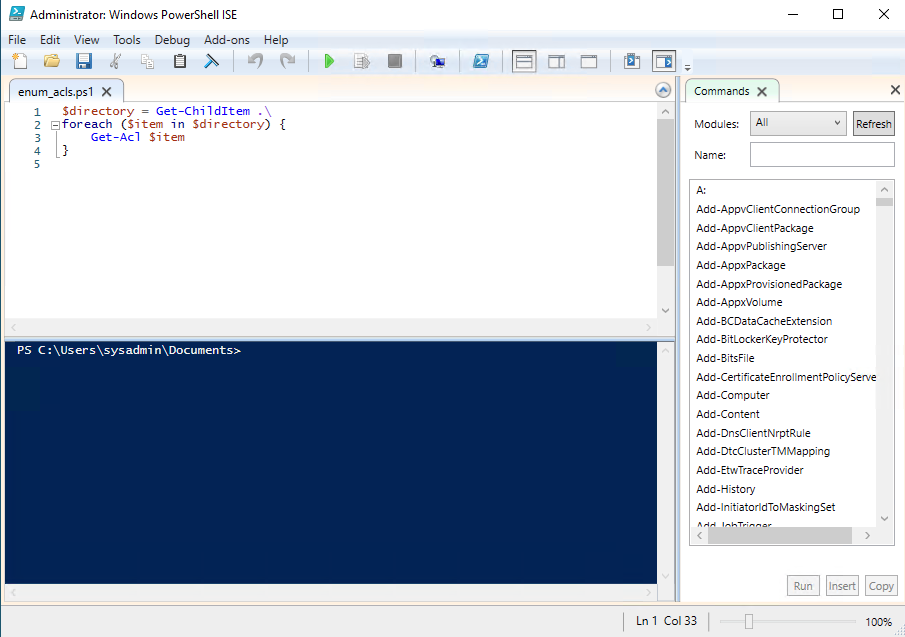 Administrator: Windows PowerShell ISE
File Edit View Tools Debug Add-ons Help
enum_acls.ps1
1 $directory = Get-ChildItem .\
2 foreach ($item in $directory) {
3 Get-Acl $item
4 }
5
PS C:\Users\sysadmin\Documents>
Commands
Modules: All Refresh
Name:
A:
Add-AppvClientConnectionGroup
Add-AppvClientPackage
Add-AppvPublishingServer
Add-AppxPackage
Add-AppxProvisionedPackage
Add-AppxVolume
Add-BCDataCacheExtension
Add-BitLockerKeyProtector
Add-BitsFile
Add-CertificateEnrollmentPolicyServe
Add-Computer
Add-Content
Add-DnsClientNrptRule
Add-DtcClusterTMMapping
Add-EtwTraceProvider
Add-History
Add-InitiatorIdToMaskingSet
Add-JobTrigger
Run Insert Copy
Ln 1 Col 33 100%